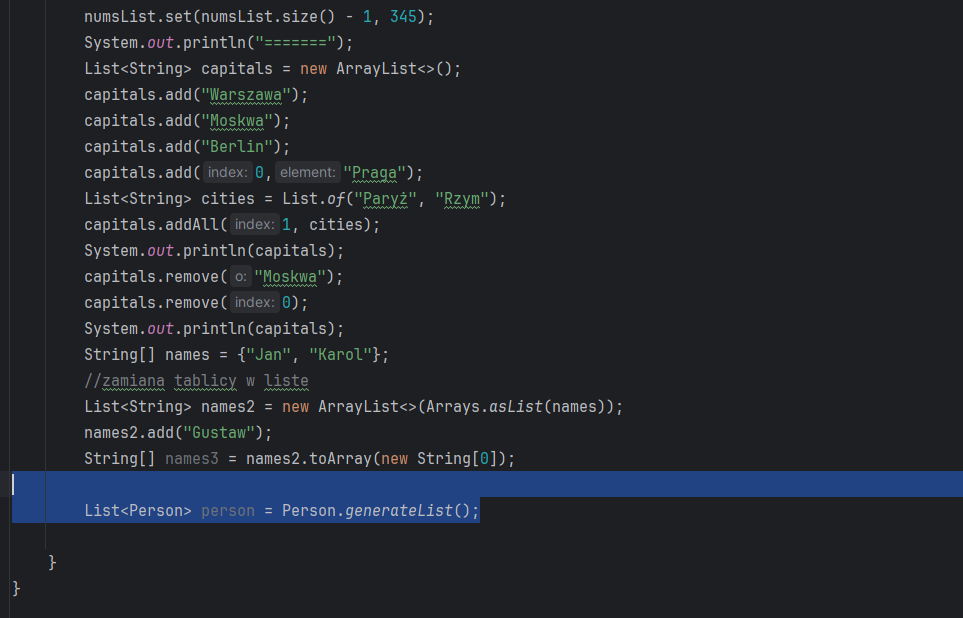 numsList.set(numsList.size() - 1, 345);
System.out.println("=======");
List<String> capitals = new ArrayList<>();
capitals.add("Warszawa");
capitals.add("Moskwa");
capitals.add("Berlin");
capitals.add( index: 0, element: "Praga");
List<String> cities = List.of("Paryż", "Rzym");
capitals.addAll( index: 1, cities);
System.out.println(capitals);
capitals.remove( o: "Moskwa");
capitals.remove( index: 0);
System.out.println(capitals);
String[] names = {"Jan", "Karol"};
//zamiana tablicy w liste
List<String> names2 = new ArrayList<>(Arrays.asList(names));
names2.add("Gustaw");
String[] names3 = names2.toArray(new String[0]);
List<Person> person = Person.generateList();
}
}